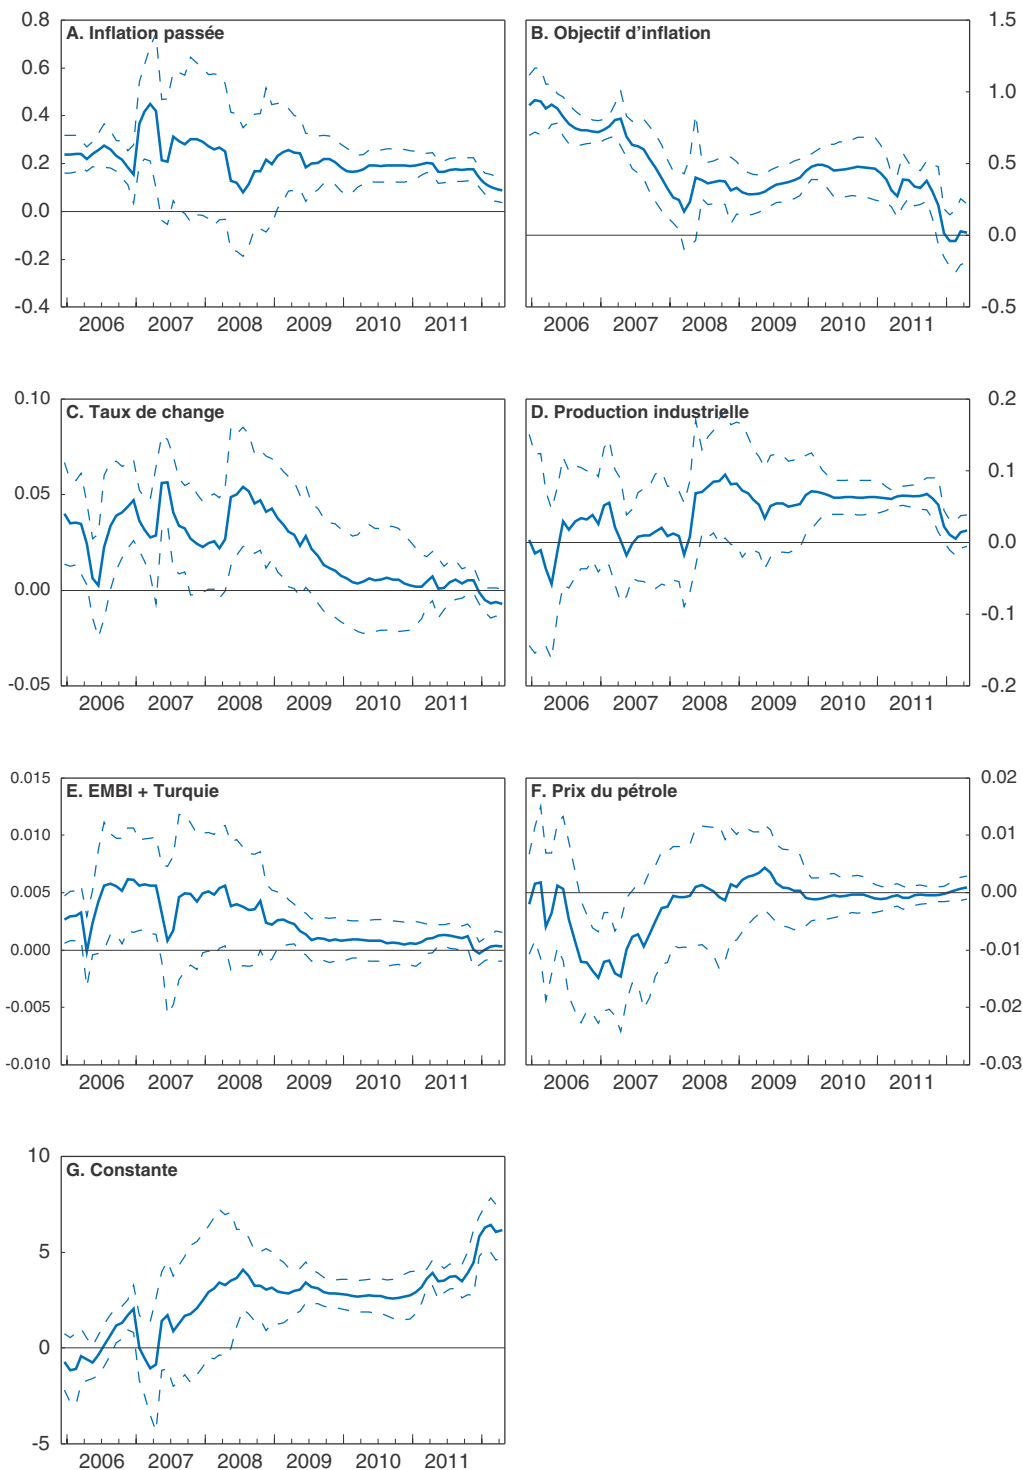 A. Inflation passée
0.8
0.6
0.4
0.2
0.0
-0.2
-0.4
2006 2007 2008 2009 2010 2011
B. Objectif d'inflation
1.5
1.0
0.5
0.0
-0.5
2006 2007 2008 2009 2010 2011
C. Taux de change
0.10
0.05
0.00
-0.05
2006 2007 2008 2009 2010 2011
D. Production industrielle
0.2
0.1
0.0
-0.1
-0.2
2006 2007 2008 2009 2010 2011
E. EMBI + Turquie
0.015
0.010
0.005
0.000
-0.005
-0.010
2006 2007 2008 2009 2010 2011
F. Prix du pétrole
0.02
0.01
0.00
-0.01
-0.02
-0.03
2006 2007 2008 2009 2010 2011
G. Constante
10
5
0
-5
2006 2007 2008 2009 2010 2011